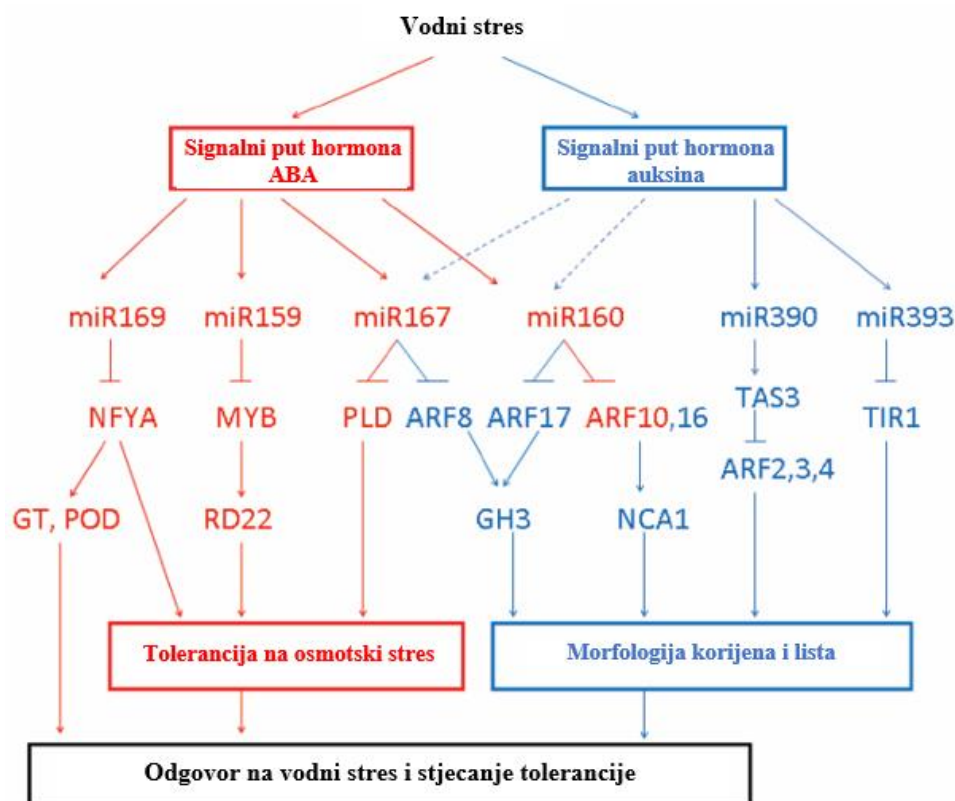 Vodni stres
Signalni put hormona
ABA
Signalni put hormona
auksina
miR169 miR159 miR167 miR160 miR390 miR393
NFYA MYB PLD ARF8 ARF17 ARF10,16 TAS3 TIR1
ARF2,3,4
GT, POD RD22 GH3 NCA1
Tolerancija na osmotski stres
Morfologija korijena i lista
Odgovor na vodni stres i stjecanje tolerancije